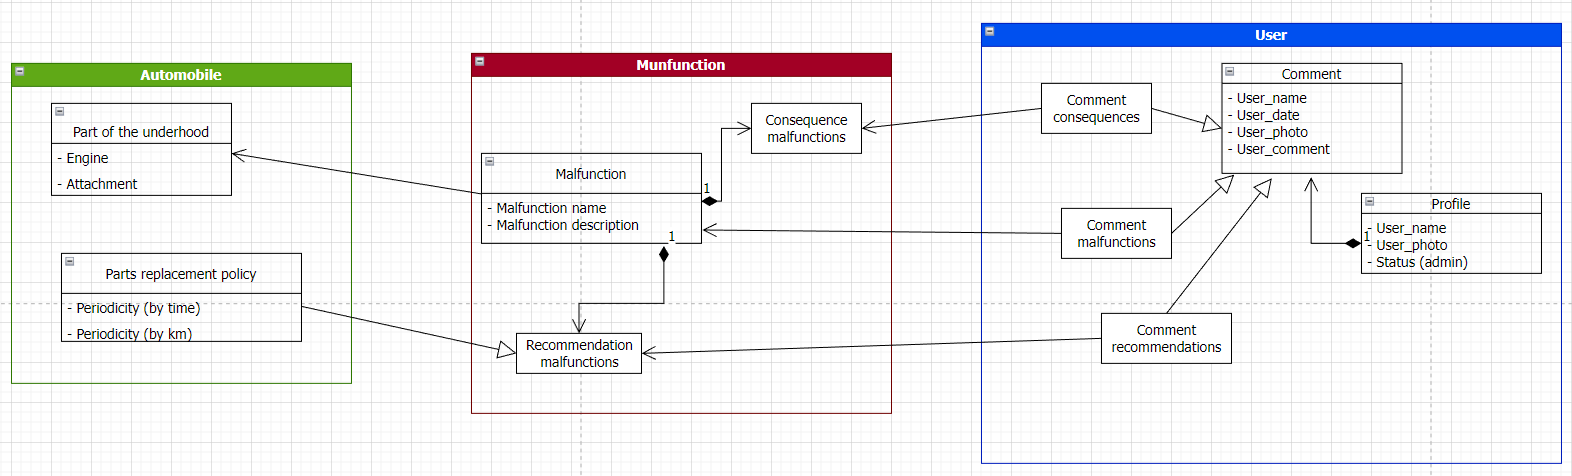 Automobile
Part of the underhood
- Engine
- Attachment
Parts replacement policy
- Periodicity (by time)
- Periodicity (by km)
Munfunction
Consequence
malfunctions
Malfunction
- Malfunction name
- Malfunction description
1
1
Recommendation
malfunctions
User
Comment
consequences
Comment
- User_name
- User_date
- User_photo
- User_comment
Comment
malfunctions
Profile
- User_name
- User_photo
- Status (admin)
1
Comment
recommendations